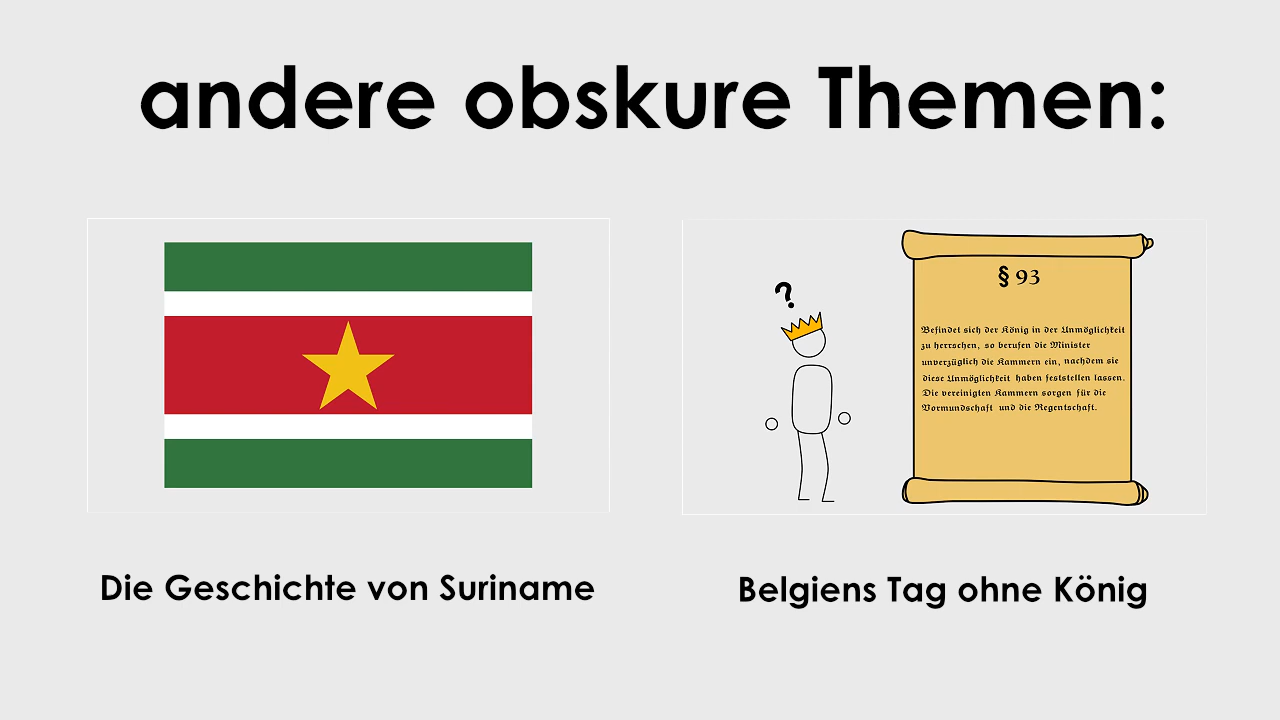 andere obskure Themen:
?
§ 93
Befindet sich der König in der Unmöglichkeit
zu herrschen, so berufen die Minister
unverzüglich die Kammern ein, nachdem sie
diese Unmöglichkeit haben feststellen lassen.
Die vereinigten Kammern sorgen für die
Vormundschaft und die Regentschaft.
Die Geschichte von Suriname
Belgiens Tag ohne König